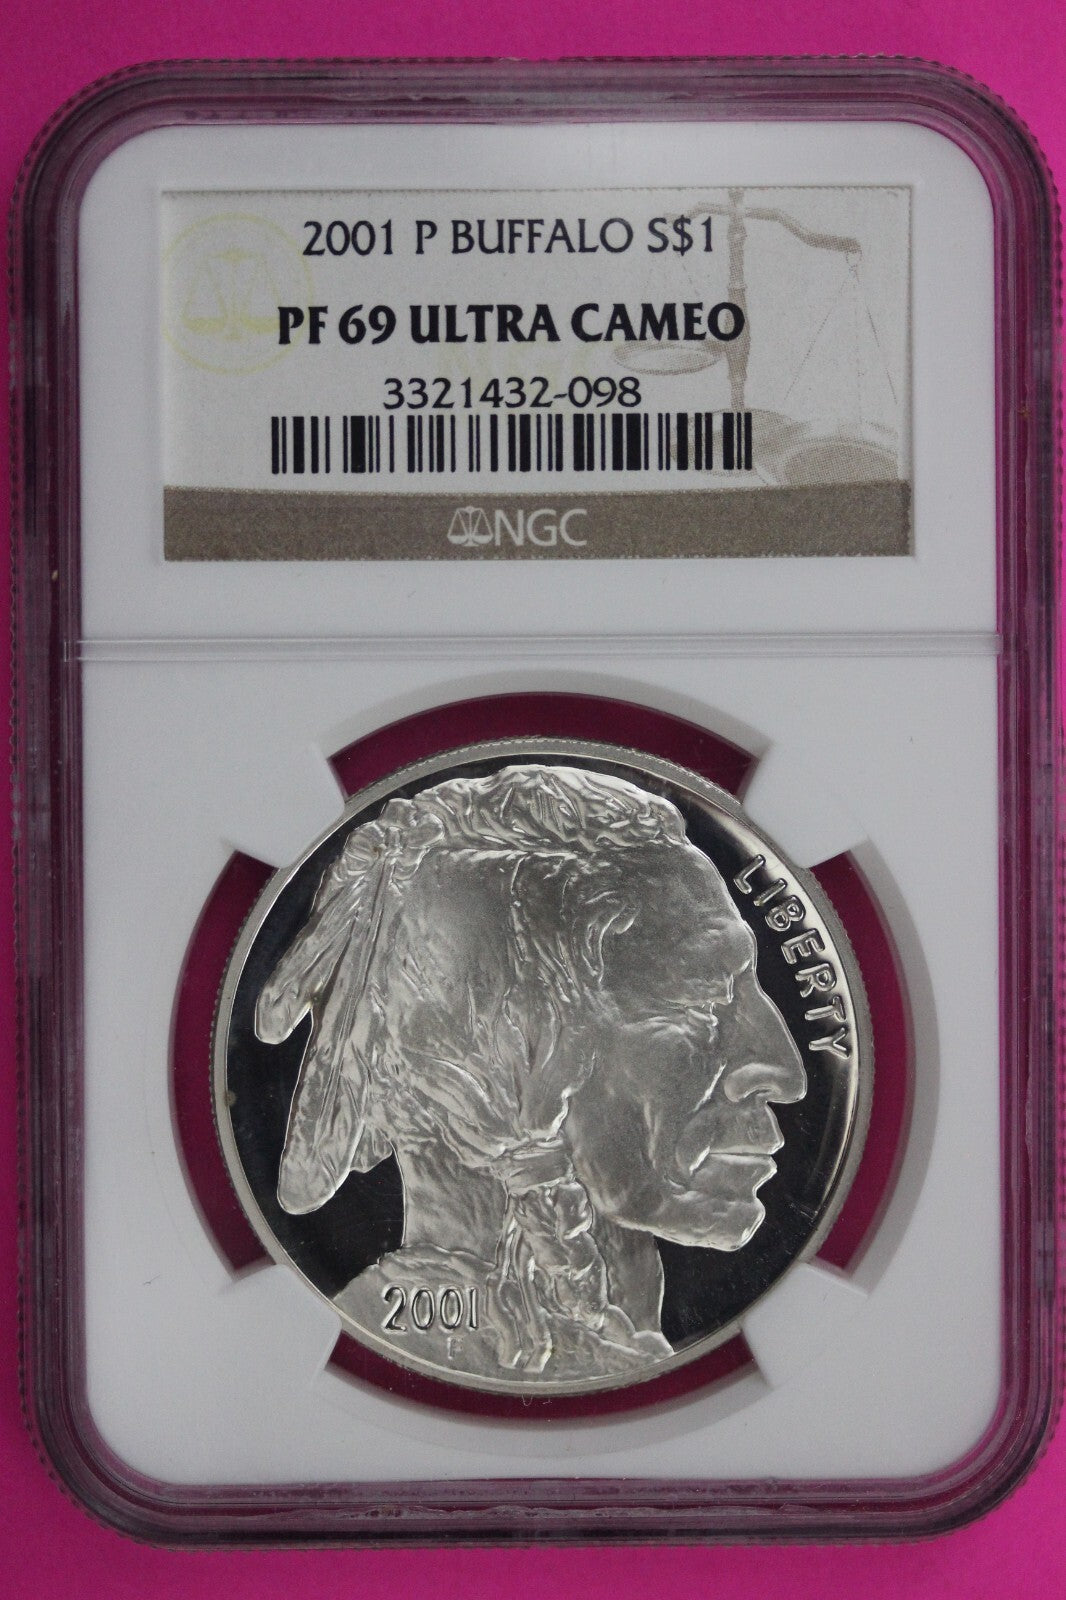 2001 P BUFFALO S$1
PF 69 ULTRA CAMEO
3321432-098
NGC
LIBERTY
2001
F